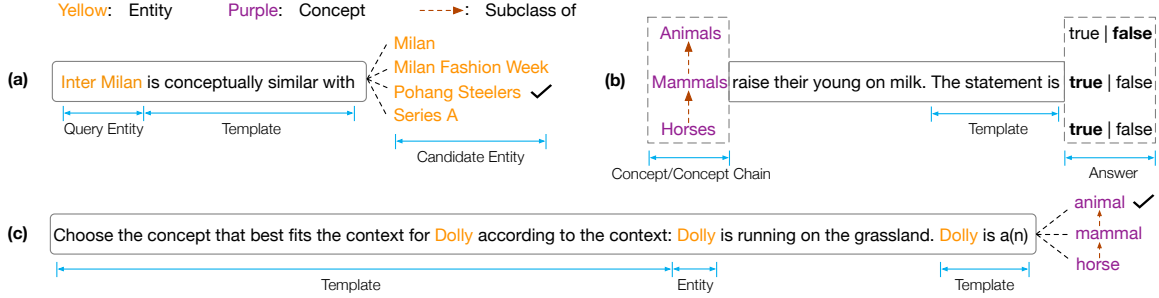 Yellow: Entity Purple: Concept : Subclass of
(a)
Inter Milan is conceptually similar with
Milan
Milan Fashion Week
Pohang Steelers
Series A
Query Entity
Template
Candidate Entity
(b)
Animals
Mammals
Horses
raise their young on milk. The statement is
true | false
true | false
true | false
Template
Concept/Concept Chain
Answer
(c)
Choose the concept that best fits the context for Dolly according to the context: Dolly is running on the grassland. Dolly is a(n)
animal
mammal
horse
Template
Entity
Template